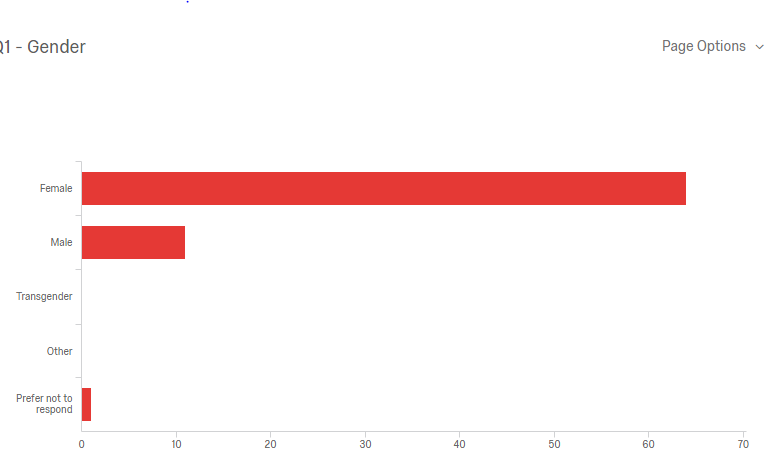 Q1 - Gender
Page Options
Female
Male
Transgender
Other
Prefer not to
respond
0 10 20 30 40 50 60 70